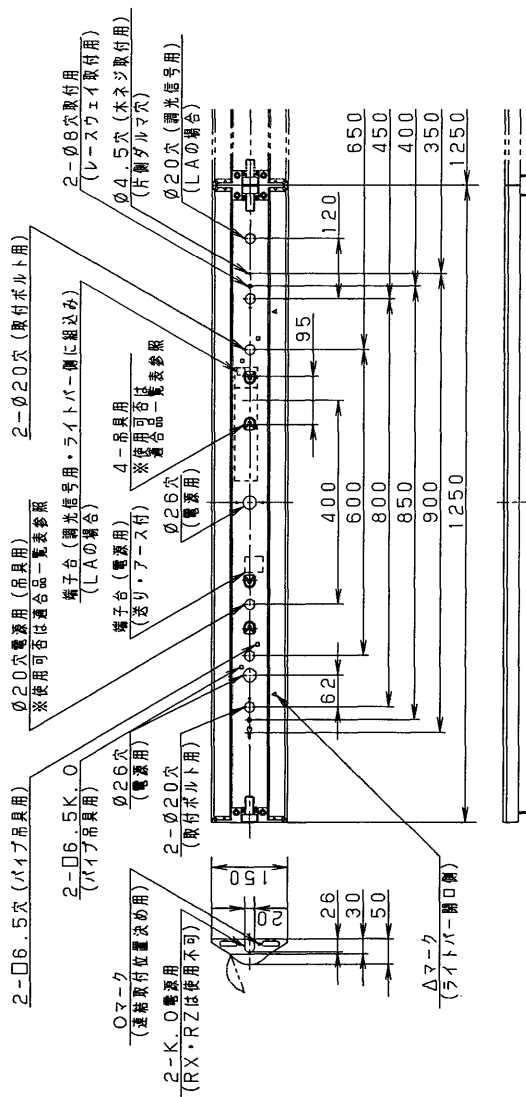 2-□6.5穴 (パイプ吊具用)
2-□6.5K.O
(パイプ吊具用)
Ø26穴
(電源用)
2-Ø20穴
(取付ボルト用)
Ø20穴電源用 (吊具用)
※使用可否は適合品一覧表参照
端子台 (調光信号用・ライトバー側に組込み)
(LAの場合)
端子台 (電源用)
(送り・アース付)
2-Ø20穴 (取付ボルト用)
4-吊具用
※使用可否は
適合品一覧表参照
Ø26穴
(電源用)
2-Ø8穴取付用
(レースウェイ取付用)
Ø4.5穴 (木ネジ取付用)
(片側ダルマ穴)
Ø20穴 (調光信号用)
(LAの場合)
Oマーク
(連結取付位置決め用)
2-K.O電源用
(RX・RZは使用不可)
△マーク
(ライトバー開口側)
150
20
26
30
50
62
95
120
400
600
800
850
900
1250
650
450
400
350
1250